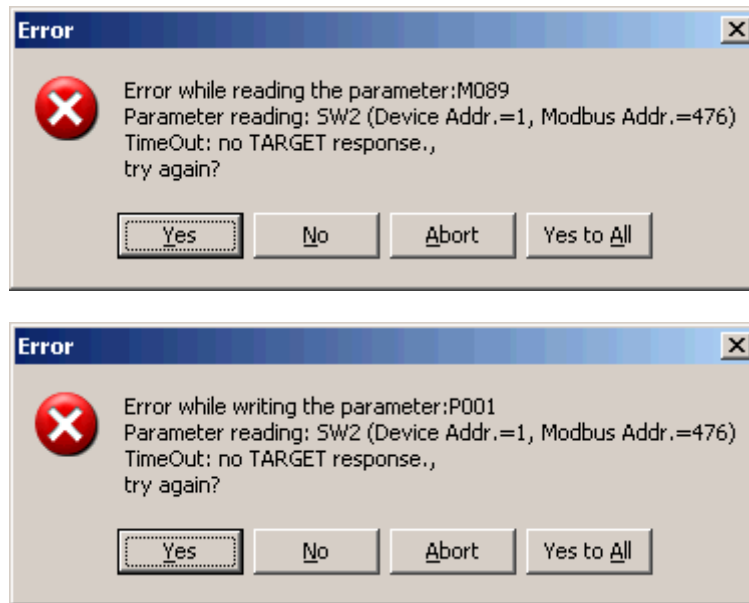 Error
Error while reading the parameter:M089
Parameter reading: SW2 (Device Addr.=1, Modbus Addr.=476)
TimeOut: no TARGET response.,
try again?
Yes No Abort Yes to All
Error
Error while writing the parameter:P001
Parameter reading: SW2 (Device Addr.=1, Modbus Addr.=476)
TimeOut: no TARGET response.,
try again?
Yes No Abort Yes to All